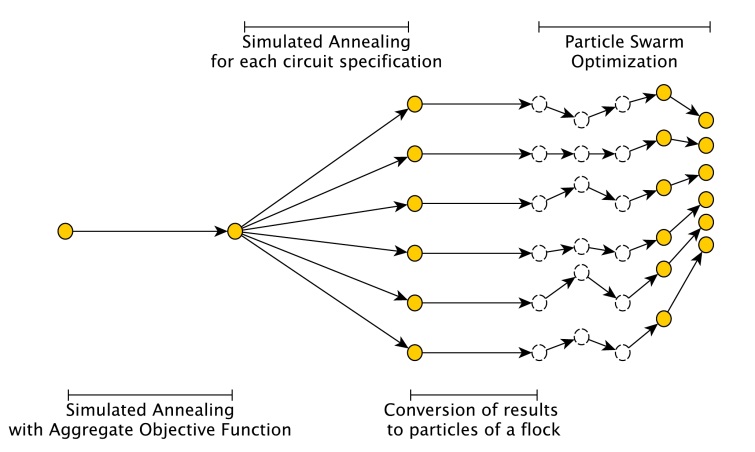 Simulated Annealing
for each circuit specification
Particle Swarm
Optimization
Simulated Annealing
with Aggregate Objective Function
Conversion of results
to particles of a flock